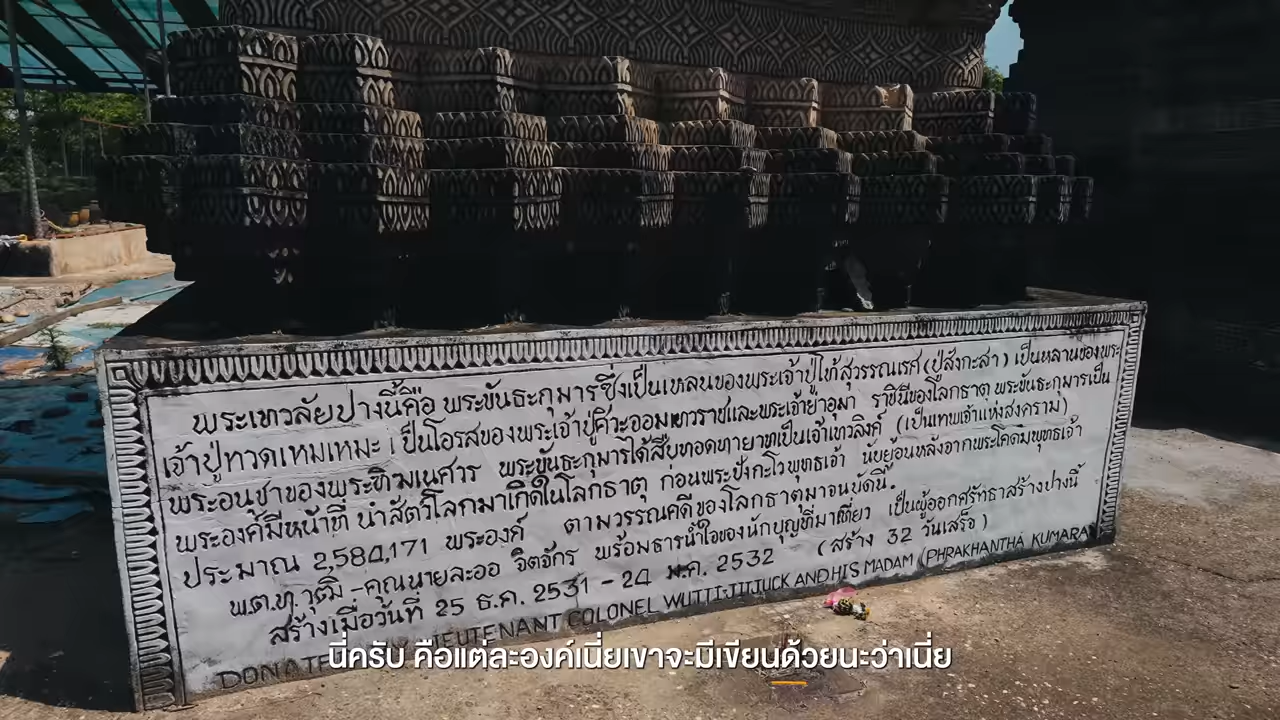 พระเทวลัยปางนี้คือ พระขันธะกุมารซึ่งเป็นเหลนของพระเจ้าปู่ไท้สุวรรณเรศ (ปู่สังกะสา) เป็นหลานของพระ
เจ้าปู่ทวดเทมเหมะ เป็นโอรสของพระเจ้าปู่ศิวะออมหาวราชและพระเจ้าย่าอุมา ราชินีของโลกธาตุ พระขันธะกุมารเป็น
พระอนุชาของพระพิฆเนศาร พระขันธะกุมารได้สืบทอดทายาทเป็นเจ้าเทวลิงค์ (เป็นเทพเจ้าแห่งสงคราม)
พระองค์มีหน้าที่ นำสัตว์โลกมาเกิดในโลกธาตุ ก่อนพระปังกะโวพุทธเจ้า นับย้อนหลังจากพระโคดมพุทธเจ้า
ประมาณ 2,584,171 พระองค์ ตามวรรณคดีของโลกธาตุมาจนบัดนี้.
พ.ต.ท.วุฒิ-คุณนายละออ จิตจักร พร้อมธารน้ำใจของนักบุญที่มาเที่ยว เป็นผู้ออกศรัทธาสร้างปางนี้
สร้างเมื่อวันที่ 25 ธ.ค. 2531 - 24 ม.ค. 2532 (สร้าง 32 วันเสร็จ)
LIEUTENANT COLONEL WUTTI-JITJUCK AND HIS MADAM (PHRAKHANTHA KUMARA
นี่ครับ คือแต่ละองค์เนี่ยเขาจะมีเขียนด้วยนะว่าเนี่ย